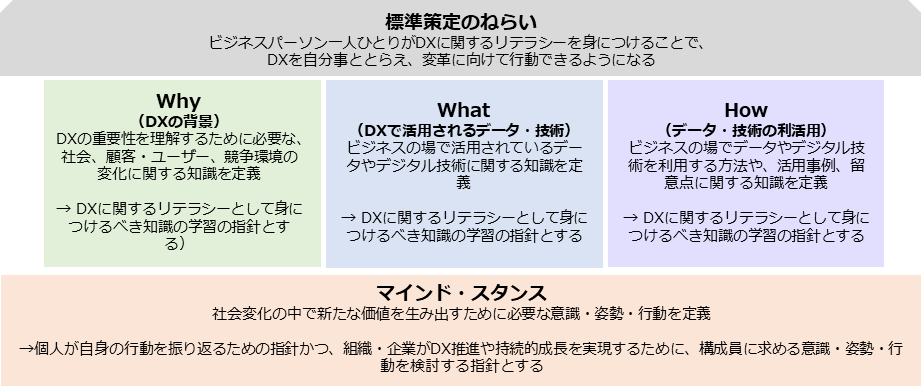 標準策定のねらい
ビジネスパーソン一人ひとりがDXに関するリテラシーを身につけることで、
DXを自分事ととらえ、変革に向けて行動できるようになる
Why
（DXの背景）
DXの重要性を理解するために必要な、
社会、顧客・ユーザー、競争環境の
変化に関する知識を定義
→ DXに関するリテラシーとして身に
つけるべき知識の学習の指針とす
る）
What
（DXで活用されるデータ・技術）
ビジネスの場で活用されているデー
タやデジタル技術に関する知識を定
義
→ DXに関するリテラシーとして身に
つけるべき知識の学習の指針とする
How
（データ・技術の利活用）
ビジネスの場でデータやデジタル技
術を利用する方法や、活用事例、留
意点に関する知識を定義
→ DXに関するリテラシーとして身に
つけるべき知識の学習の指針とする
マインド・スタンス
社会変化の中で新たな価値を生み出すために必要な意識・姿勢・行動を定義
→個人が自身の行動を振り返るための指針かつ、組織・企業がDX推進や持続的成長を実現するために、構成員に求める意識・姿勢・行
動を検討する指針とする